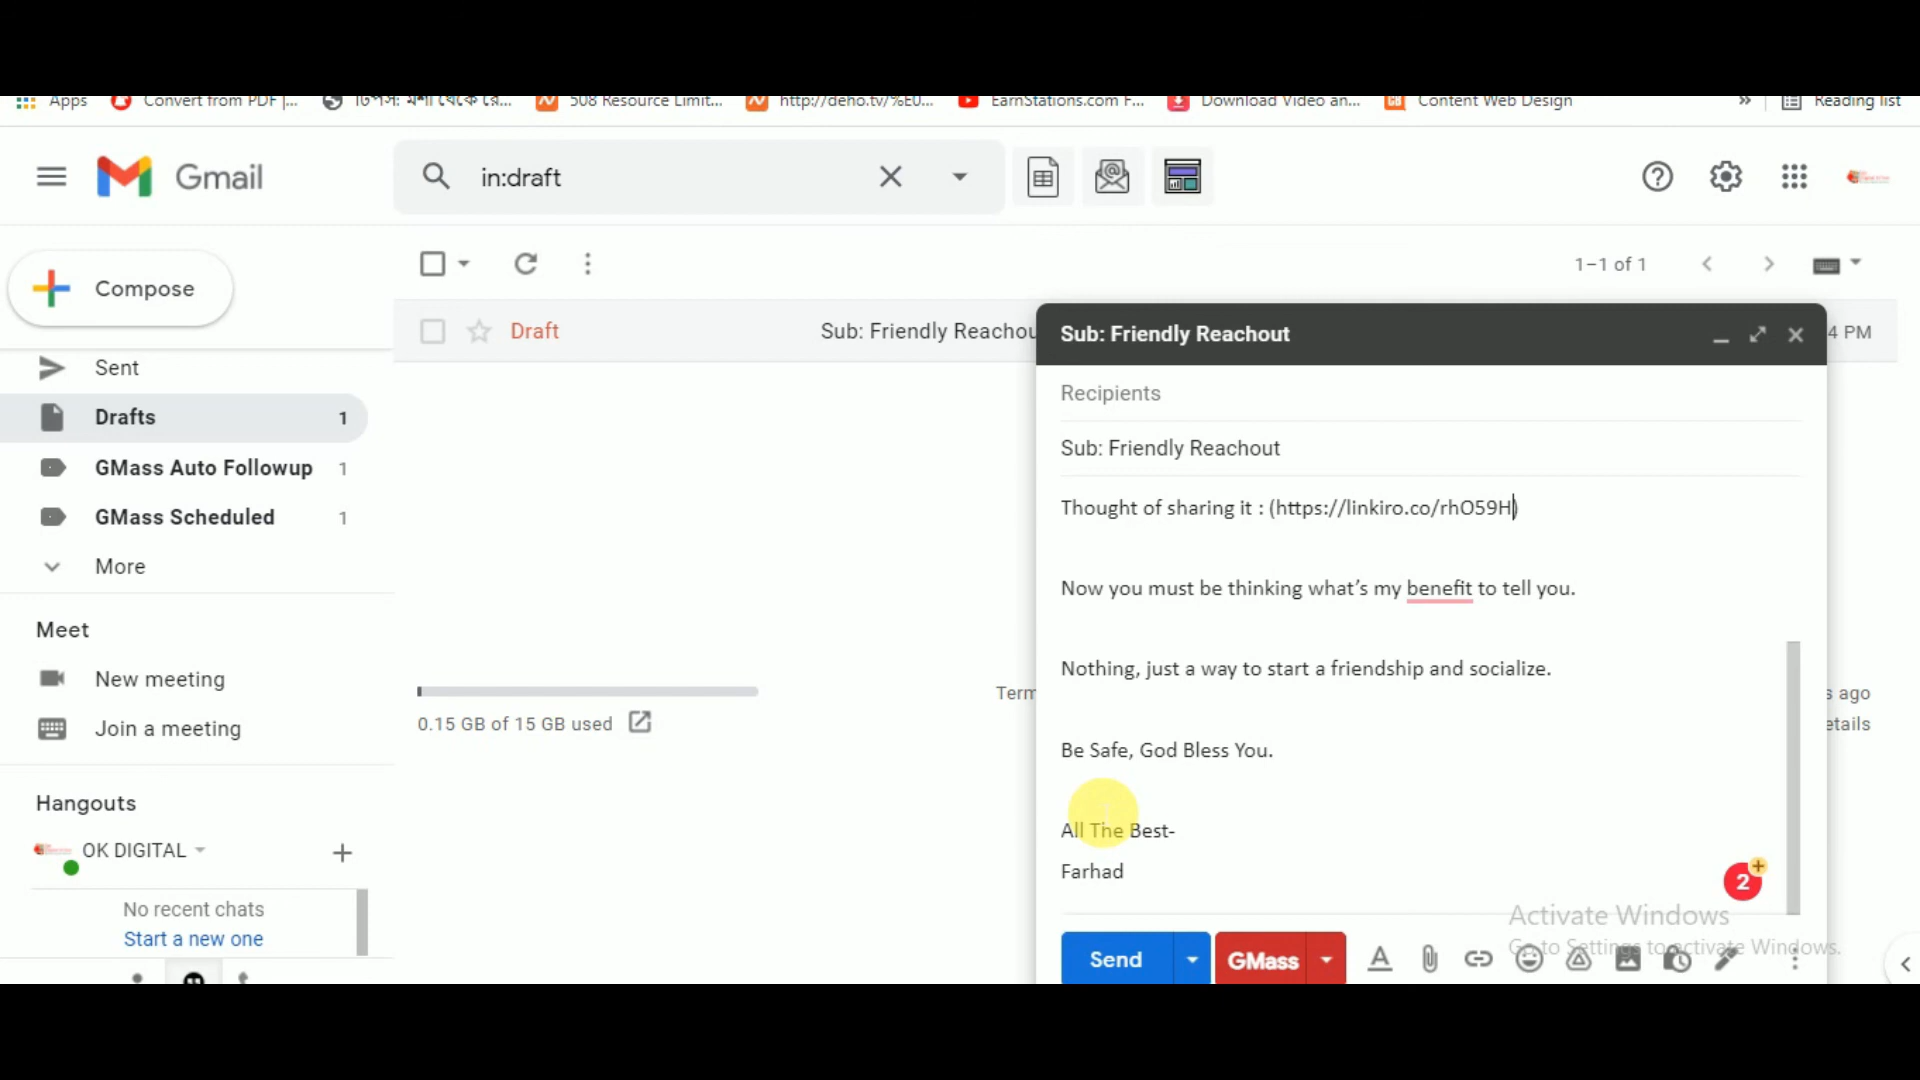 Apps Convert from PDF |... 508 Resource Limit... http://deho.tv/%E0... EarnStations.com F... Download Video an... Content Web Design » Reading list
Gmail in:draft
1–1 of 1
Compose
Draft Sub: Friendly Reachou 4 PM
Sub: Friendly Reachout
Recipients
Sub: Friendly Reachout
Thought of sharing it : (https://linkiro.co/rhO59H)
Now you must be thinking what’s my benefit to tell you.
Nothing, just a way to start a friendship and socialize.
Be Safe, God Bless You.
All The Best-
Farhad
2
Send GMass
Sent
Drafts 1
GMass Auto Followup 1
GMass Scheduled 1
More
Meet
New meeting
Join a meeting
Hangouts
OK DIGITAL
No recent chats
Start a new one
0.15 GB of 15 GB used
Term
s ago
etails
Activate Windows
Go to Settings to activate Windows.